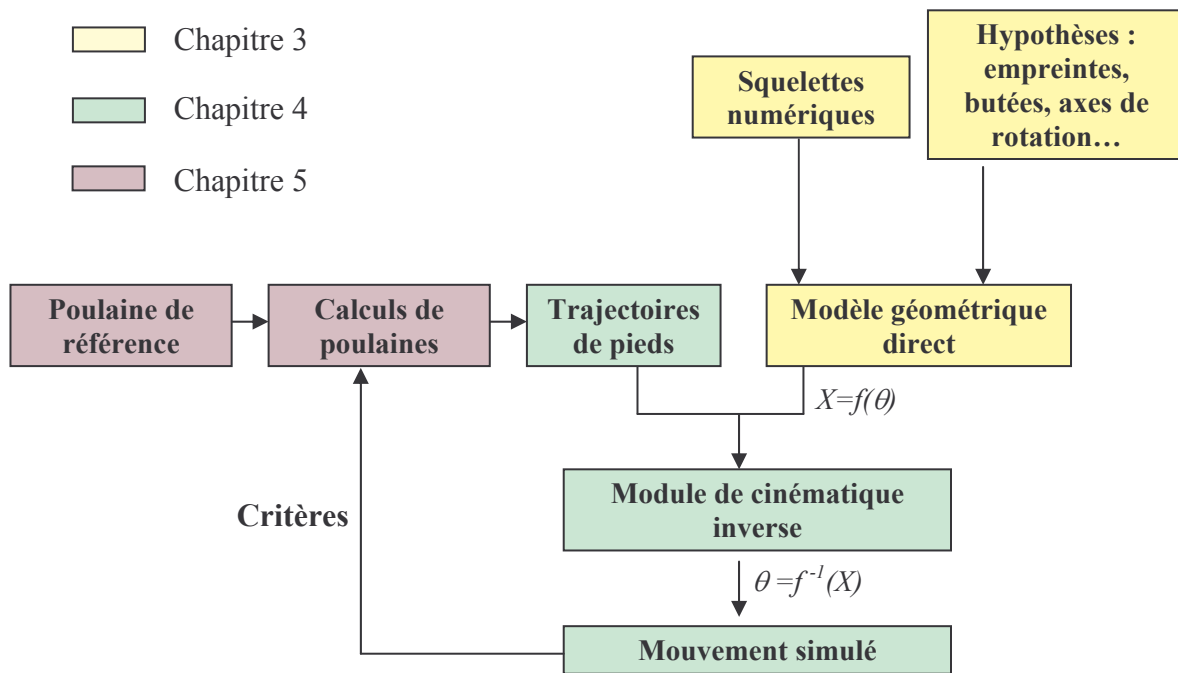 Chapitre 3
Chapitre 4
Chapitre 5
Squelettes
numériques
Hypothèses :
empreintes,
butées, axes de
rotation…
Poulaine de
référence
Calculs de
poulaines
Trajectoires
de pieds
Modèle géométrique
direct
X=f(θ)
Module de cinématique
inverse
Critères
θ =f⁻¹(X)
Mouvement simulé